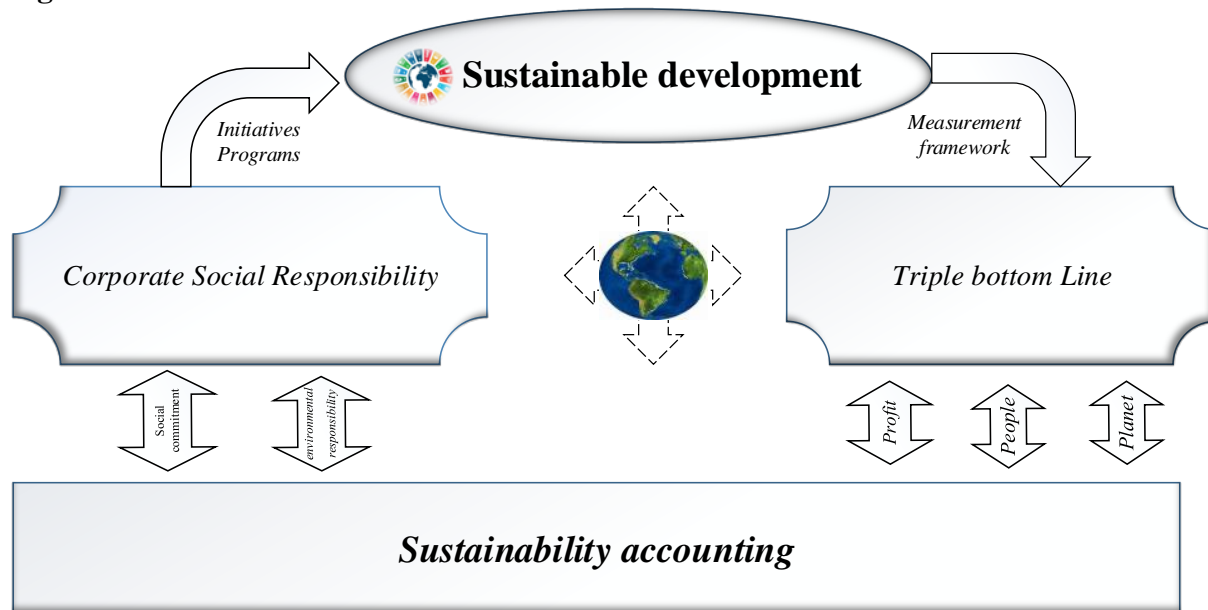 Sustainable development
Initiatives
Programs
Measurement
framework
Corporate Social Responsibility
Triple bottom Line
Social
commitment
environmental
responsibility
Profit
People
Planet
Sustainability accounting